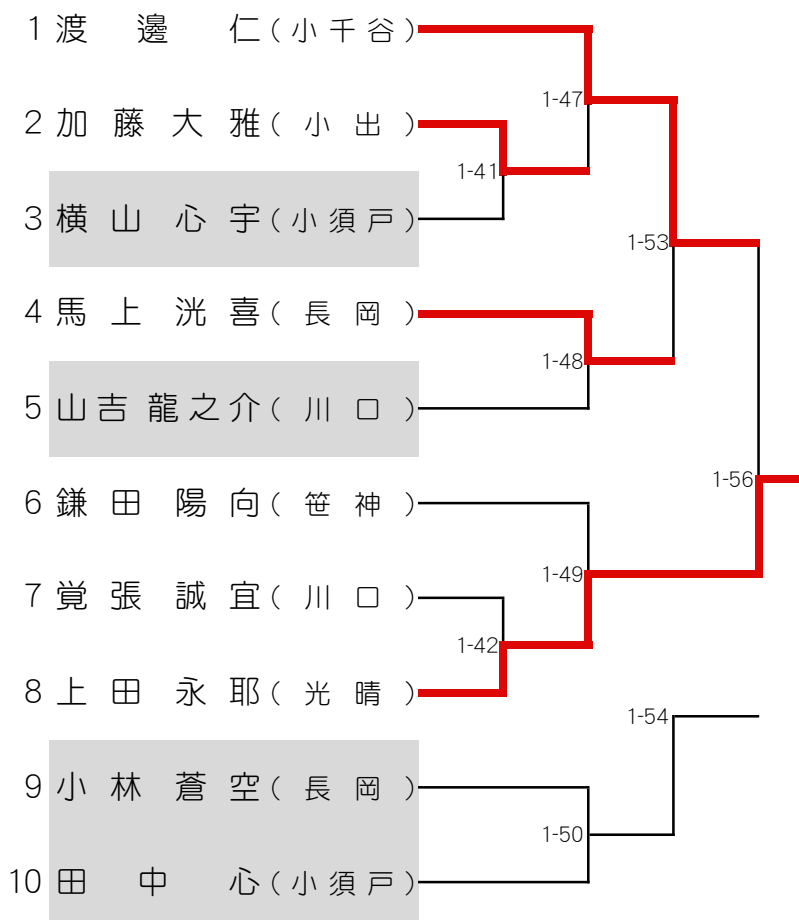 1 渡邊 仁(小千谷)
1-47
2 加藤大雅(小出)
1-41
3 横山心宇(小須戸)
1-53
4 馬上洸喜(長岡)
1-48
5 山吉龍之介(川口)
1-56
6 鎌田陽向(笹神)
1-49
7 覚張誠宜(川口)
1-42
8 上田永耶(光晴)
1-54
9 小林蒼空(長岡)
1-50
10 田中心(小須戸)